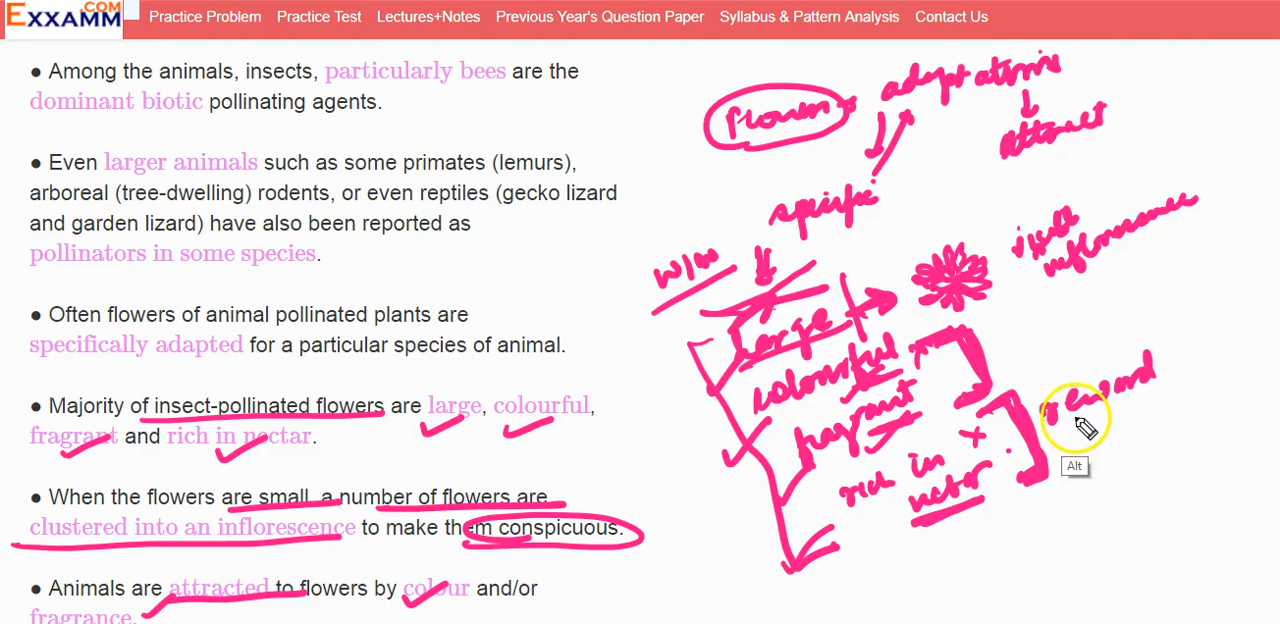 EXXAMM.COM
Practice Problem Practice Test Lectures+Notes Previous Year's Question Paper Syllabus & Pattern Analysis Contact Us
● Among the animals, insects, particularly bees are the
dominant biotic pollinating agents.
● Even larger animals such as some primates (lemurs),
arboreal (tree-dwelling) rodents, or even reptiles (gecko lizard
and garden lizard) have also been reported as
pollinators in some species.
● Often flowers of animal pollinated plants are
specifically adapted for a particular species of animal.
● Majority of insect-pollinated flowers are large, colourful,
fragrant and rich in nectar.
● When the flowers are small, a number of flowers are
clustered into an inflorescence to make them conspicuous.
● Animals are attracted to flowers by colour and/or
fragrance.
attract
specific
large
colourful
fragrant
+
rich in
nectar
reward
Alt